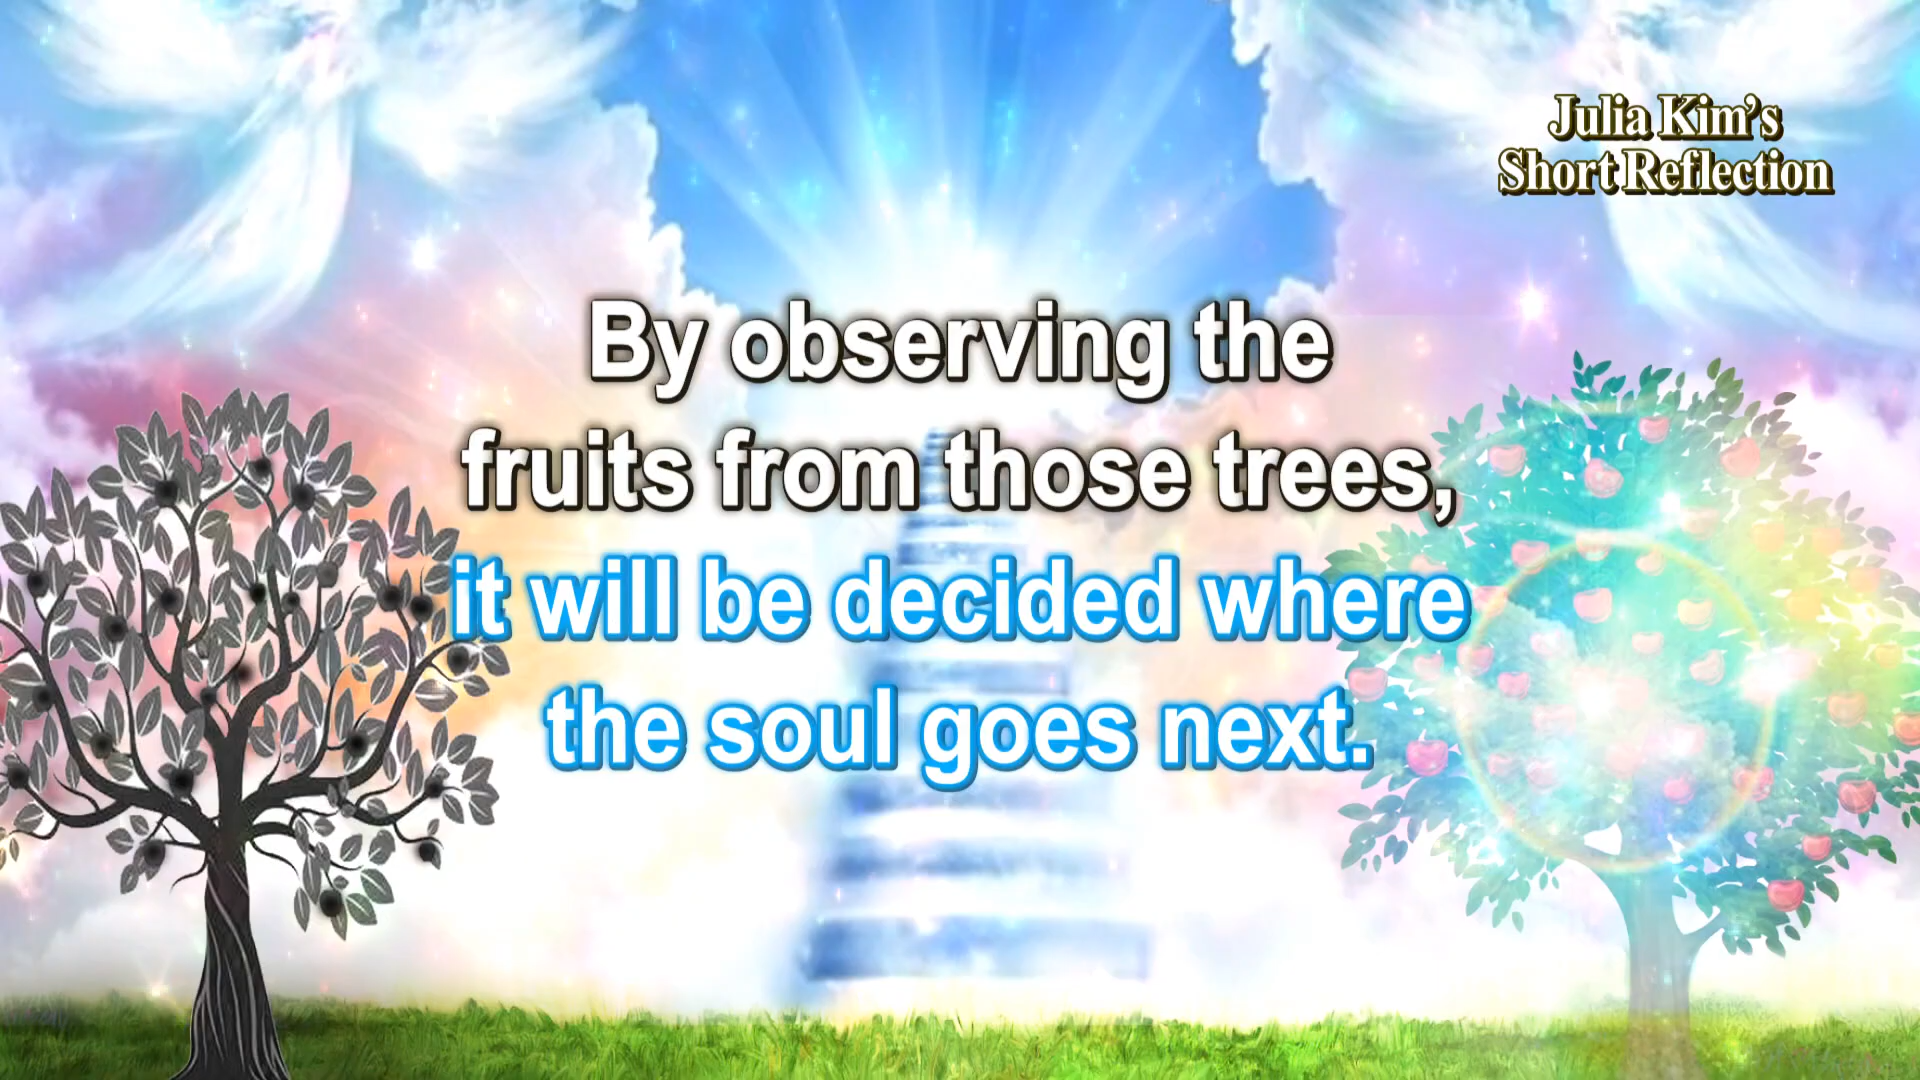 Julia Kim's
Short Reflection
By observing the
fruits from those trees,
it will be decided where
the soul goes next.